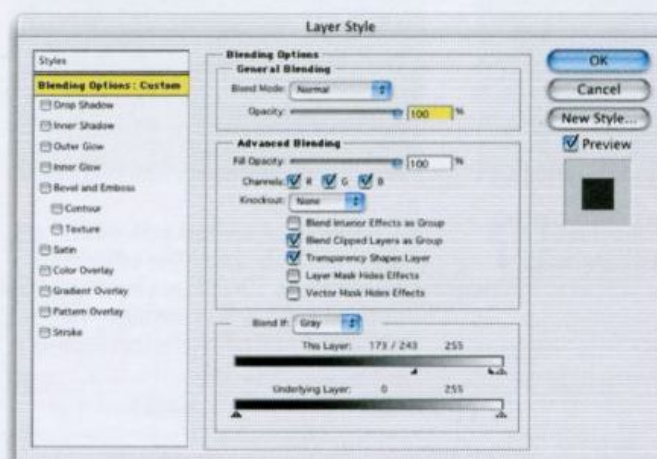 Layer Style
Styles
Blending Options : Custom
Drop Shadow
Inner Shadow
Outer Glow
Inner Glow
Bevel and Emboss
Contour
Texture
Satin
Color Overlay
Gradient Overlay
Pattern Overlay
Stroke
Blending Options
General Blending
Blend Mode: Normal
Opacity: 100 %
Advanced Blending
Fill Opacity: 100 %
Channels: R G B
Knockout: None
Blend Interior Effects as Group
Blend Clipped Layers as Group
Transparency Shapes Layer
Layer Mask Hides Effects
Vector Mask Hides Effects
Blend If: Gray
This Layer: 173 / 243 255
Underlying Layer: 0 255
OK
Cancel
New Style...
Preview